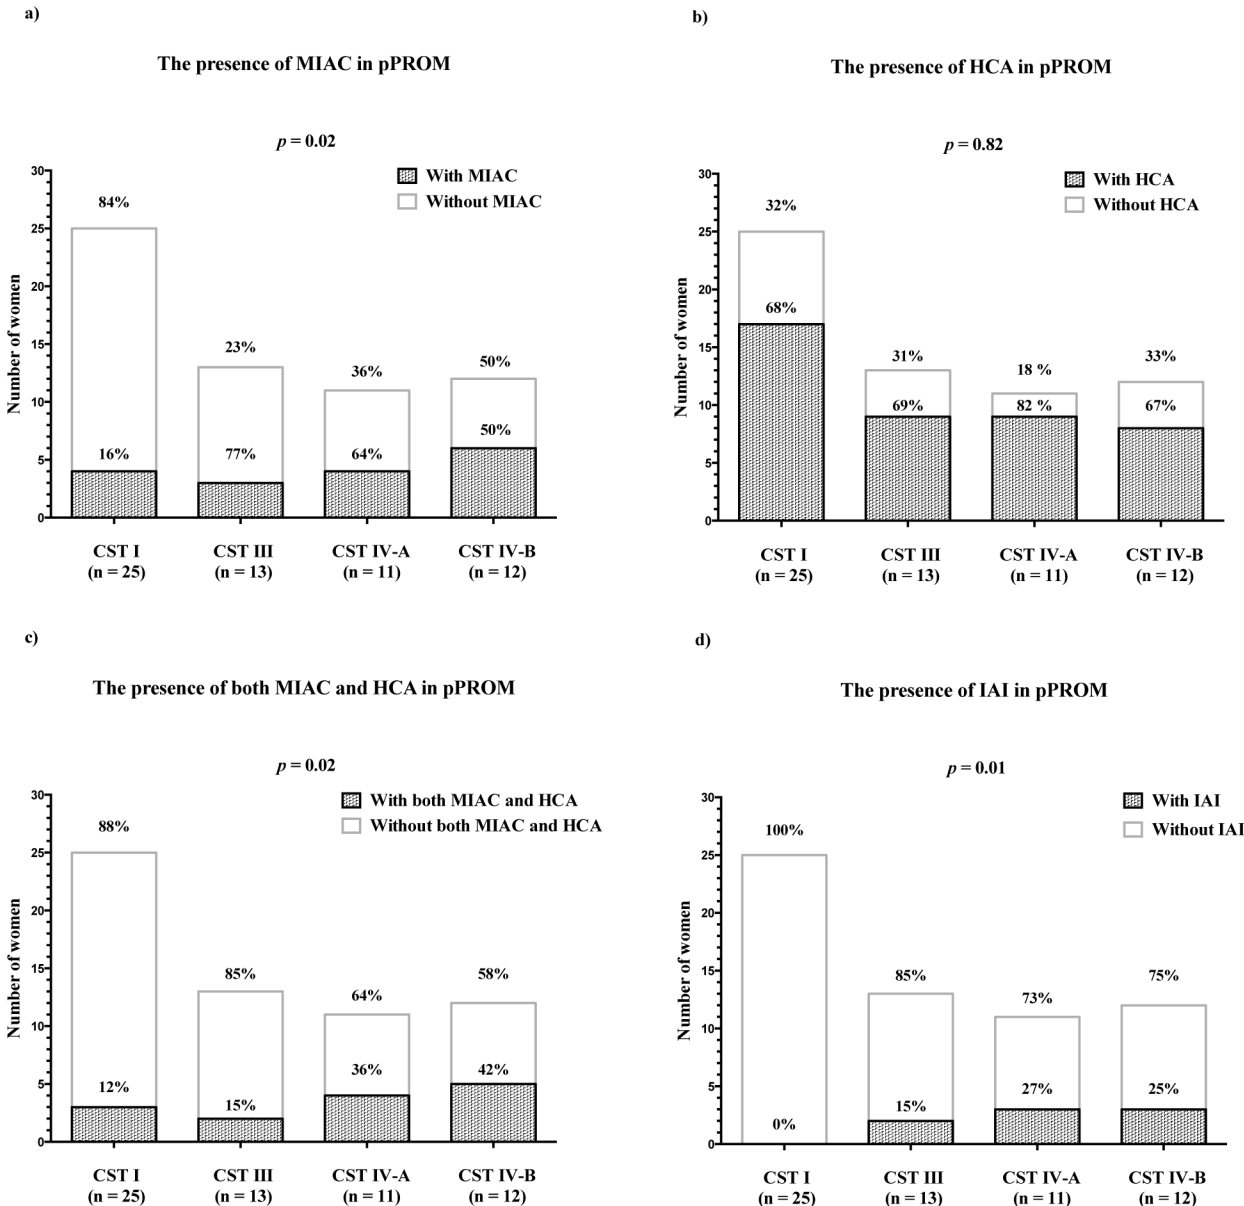 a)
The presence of MIAC in pPROM
p = 0.02
With MIAC
Without MIAC
Number of women
30
25
20
15
10
5
0
84%
16%
23%
77%
36%
64%
50%
50%
CST I
(n = 25)
CST III
(n = 13)
CST IV-A
(n = 11)
CST IV-B
(n = 12)
b)
The presence of HCA in pPROM
p = 0.82
With HCA
Without HCA
Number of women
30
25
20
15
10
5
0
32%
68%
31%
69%
18 %
82 %
33%
67%
CST I
(n = 25)
CST III
(n = 13)
CST IV-A
(n = 11)
CST IV-B
(n = 12)
c)
The presence of both MIAC and HCA in pPROM
p = 0.02
With both MIAC and HCA
Without both MIAC and HCA
Number of women
30
25
20
15
10
5
0
88%
12%
85%
15%
64%
36%
58%
42%
CST I
(n = 25)
CST III
(n = 13)
CST IV-A
(n = 11)
CST IV-B
(n = 12)
d)
The presence of IAI in pPROM
p = 0.01
With IAI
Without IAI
Number of women
30
25
20
15
10
5
0
100%
0%
85%
15%
73%
27%
75%
25%
CST I
(n = 25)
CST III
(n = 13)
CST IV-A
(n = 11)
CST IV-B
(n = 12)